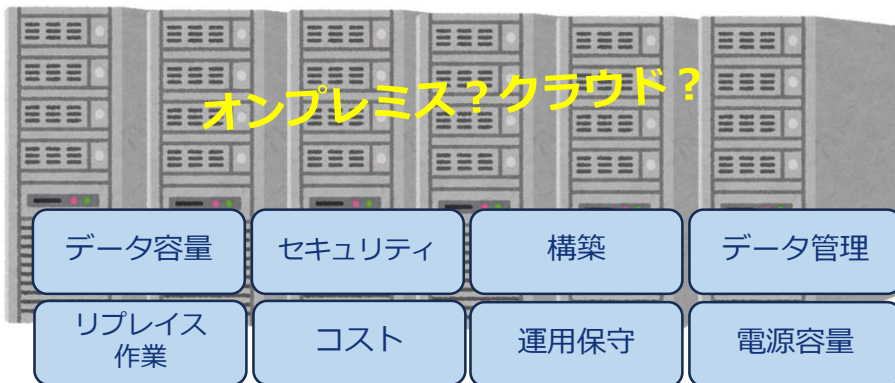 オンプレミス？クラウド？
データ容量
セキュリティ
構築
データ管理
リプレイス
作業
コスト
運用保守
電源容量